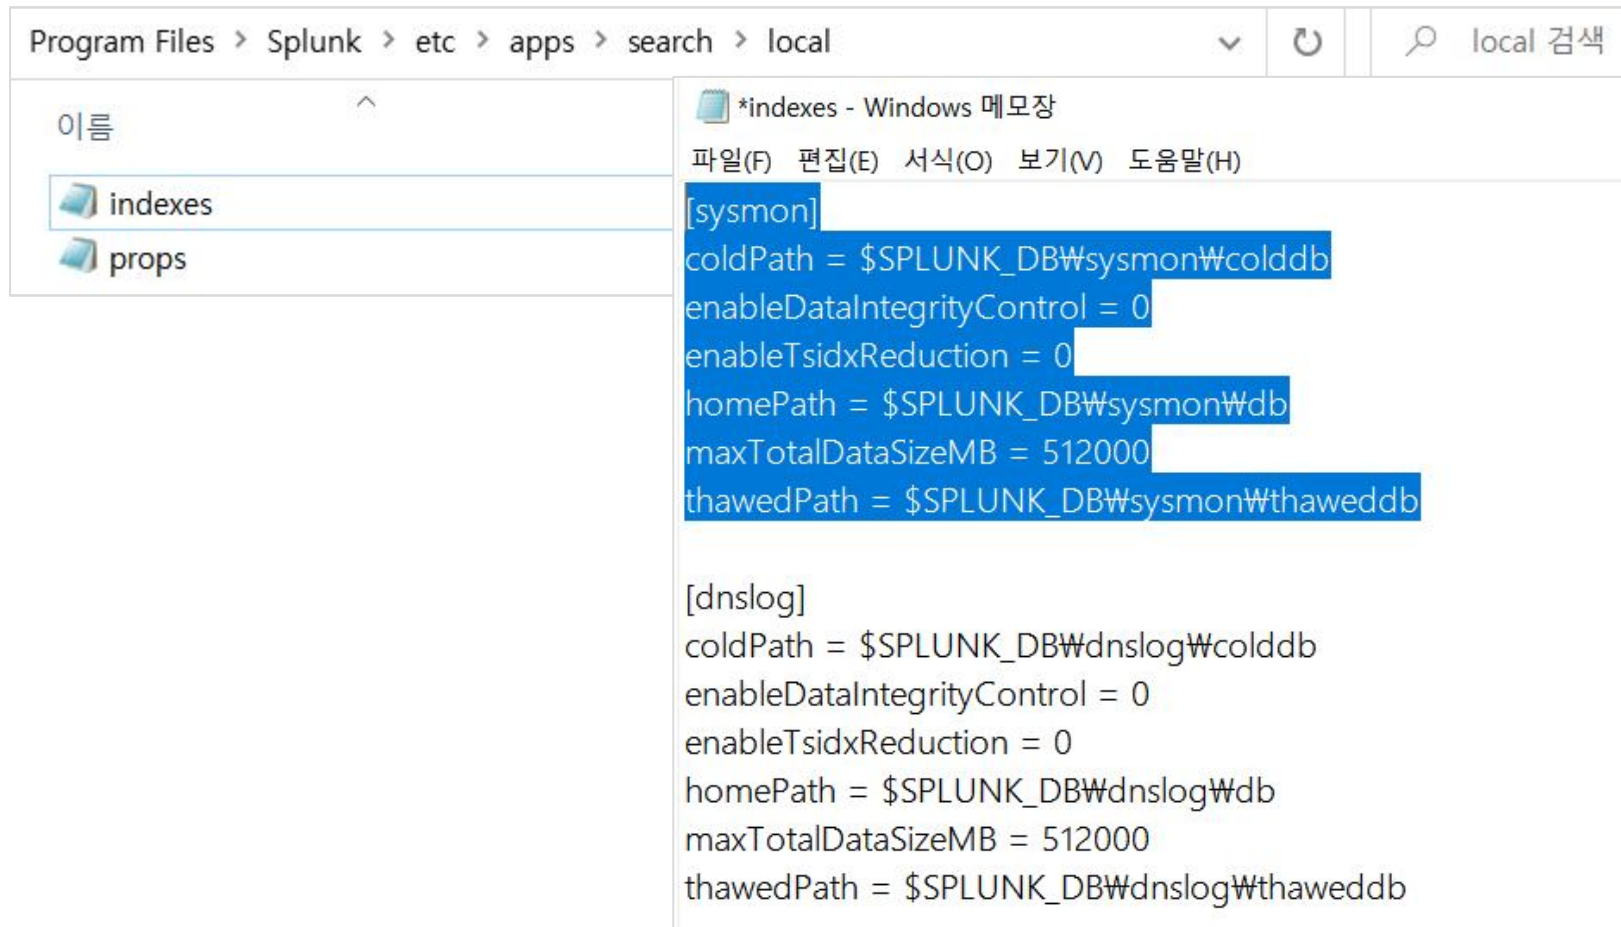 Program Files > Splunk > etc > apps > search > local
local 검색
이름
indexes
props
*indexes - Windows 메모장
파일(F) 편집(E) 서식(O) 보기(V) 도움말(H)
[sysmon]
coldPath = $SPLUNK_DB₩sysmon₩colddb
enableDataIntegrityControl = 0
enableTsidxReduction = 0
homePath = $SPLUNK_DB₩sysmon₩db
maxTotalDataSizeMB = 512000
thawedPath = $SPLUNK_DB₩sysmon₩thaweddb
[dnslog]
coldPath = $SPLUNK_DB₩dnslog₩colddb
enableDataIntegrityControl = 0
enableTsidxReduction = 0
homePath = $SPLUNK_DB₩dnslog₩db
maxTotalDataSizeMB = 512000
thawedPath = $SPLUNK_DB₩dnslog₩thaweddb